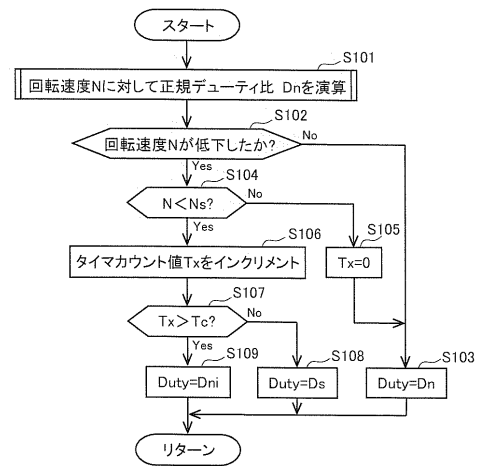 スタート
S101
回転速度Nに対して正規デューティ比 Dnを演算
S102
回転速度Nが低下したか?
No
Yes
S104
N<Ns?
No
Yes
S105
Tx=0
S106
タイマカウント値Txをインクリメント
S107
Tx>Tc?
No
Yes
S109
Duty=Dni
S108
Duty=Ds
S103
Duty=Dn
リターン